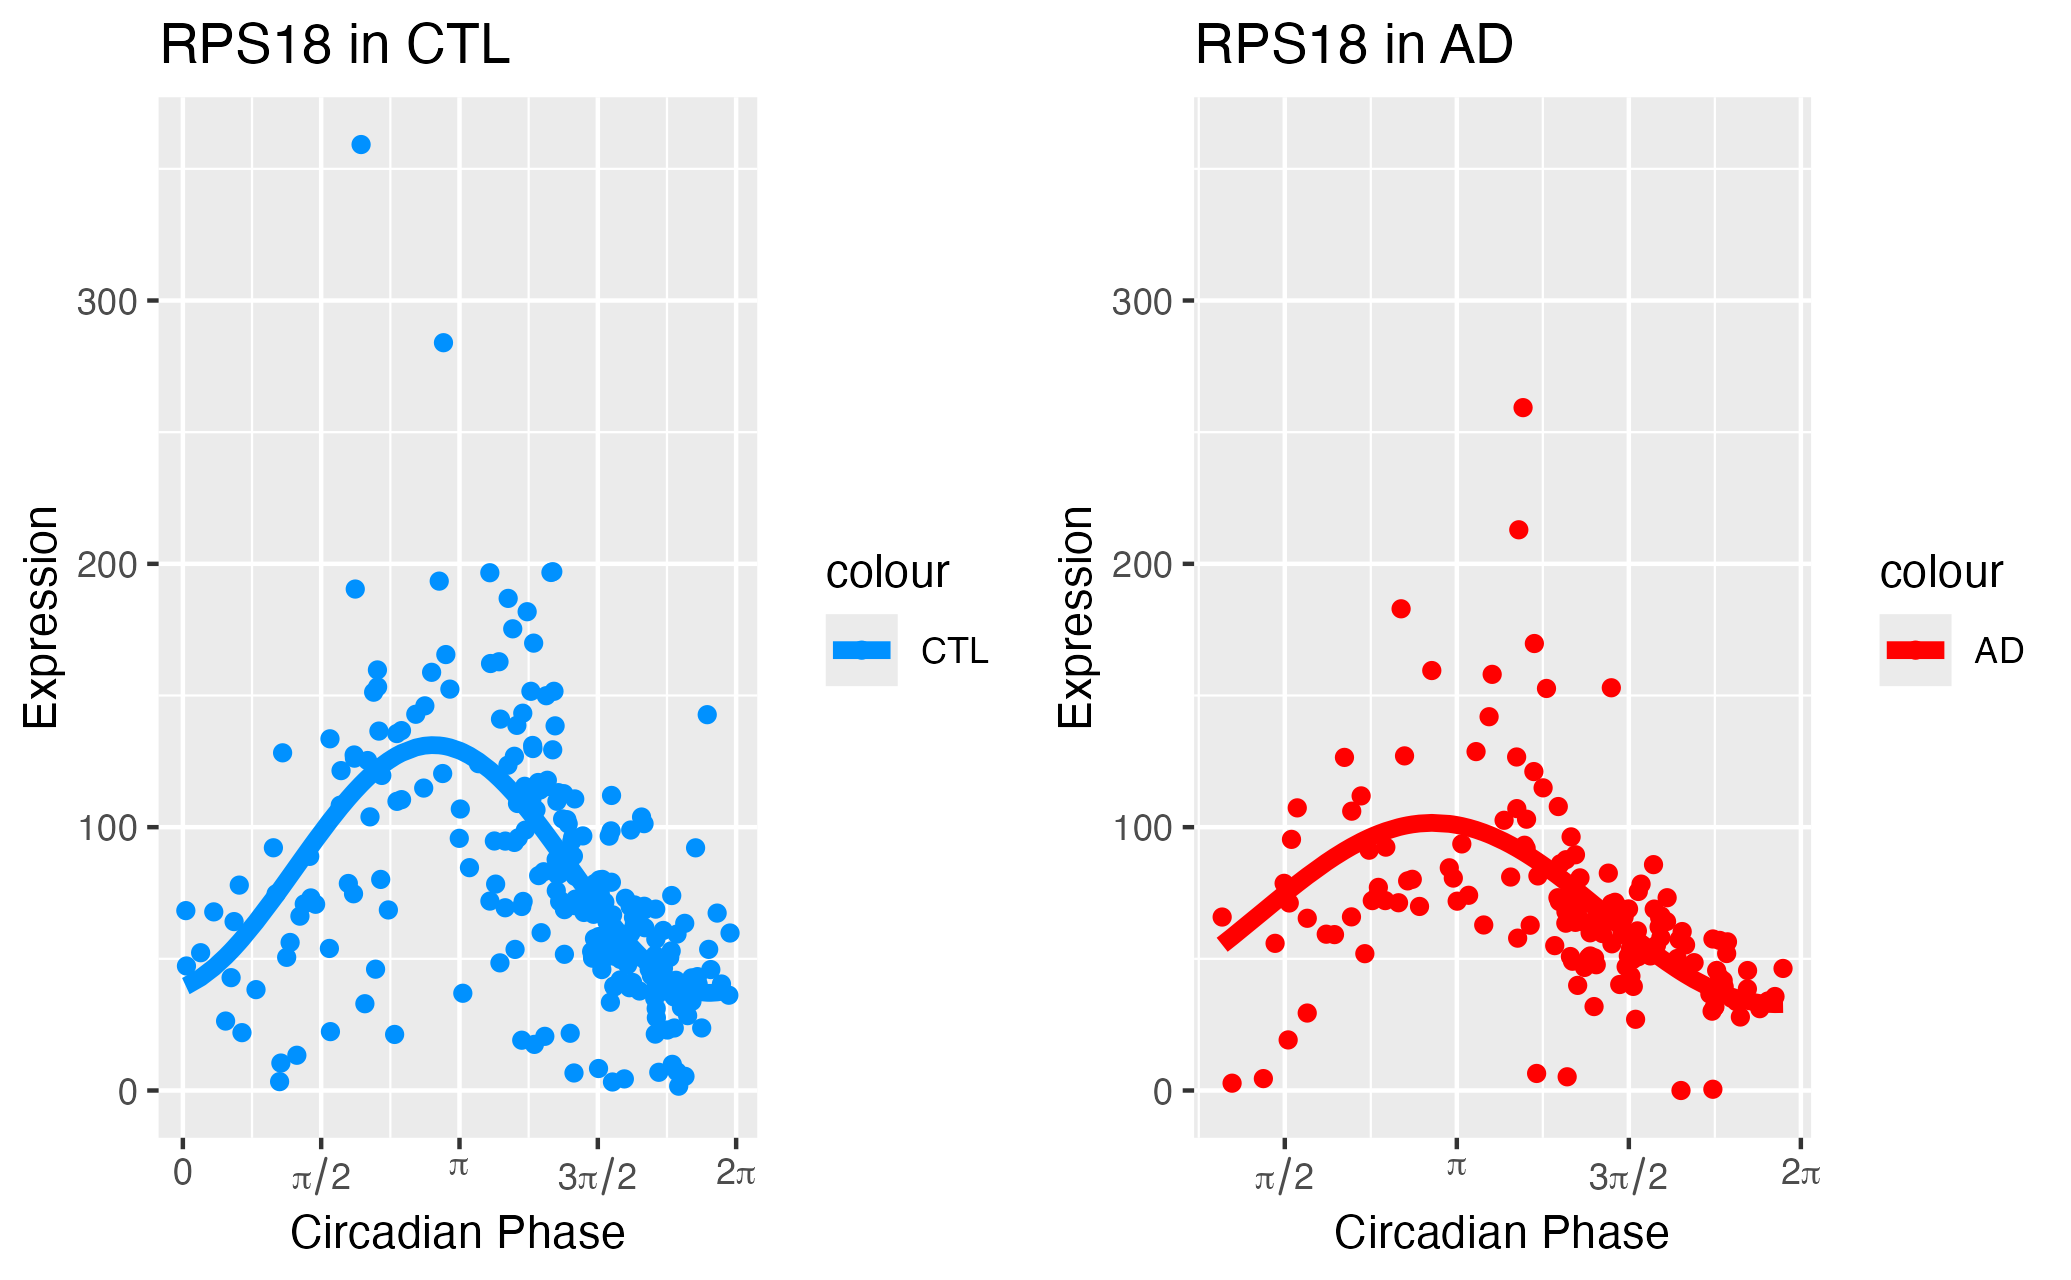 RPS18 in CTL
Expression
300
200
100
0
0 π/2 π 3π/2 2π
Circadian Phase
colour
CTL
RPS18 in AD
Expression
300
200
100
0
π/2 π 3π/2 2π
Circadian Phase
colour
AD